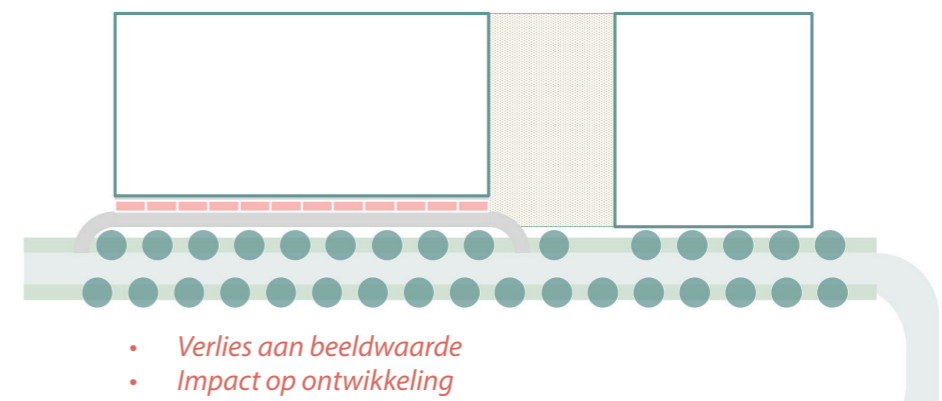 • Verlies aan beeldwaarde
• Impact op ontwikkeling